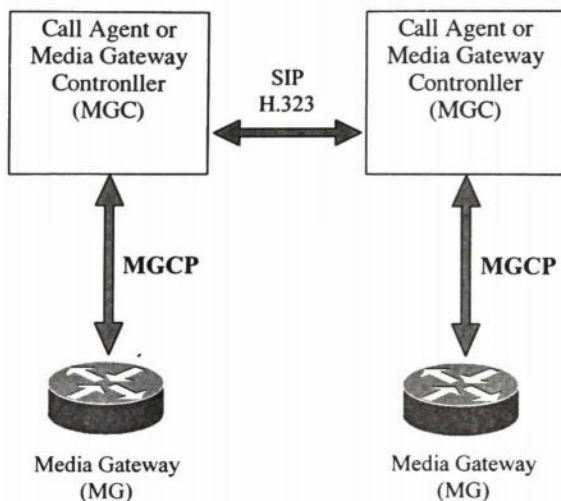 Call Agent or
Media Gateway
Contronller
(MGC)
SIP
H.323
Call Agent or
Media Gateway
Contronller
(MGC)
MGCP
MGCP
Media Gateway
(MG)
Media Gateway
(MG)